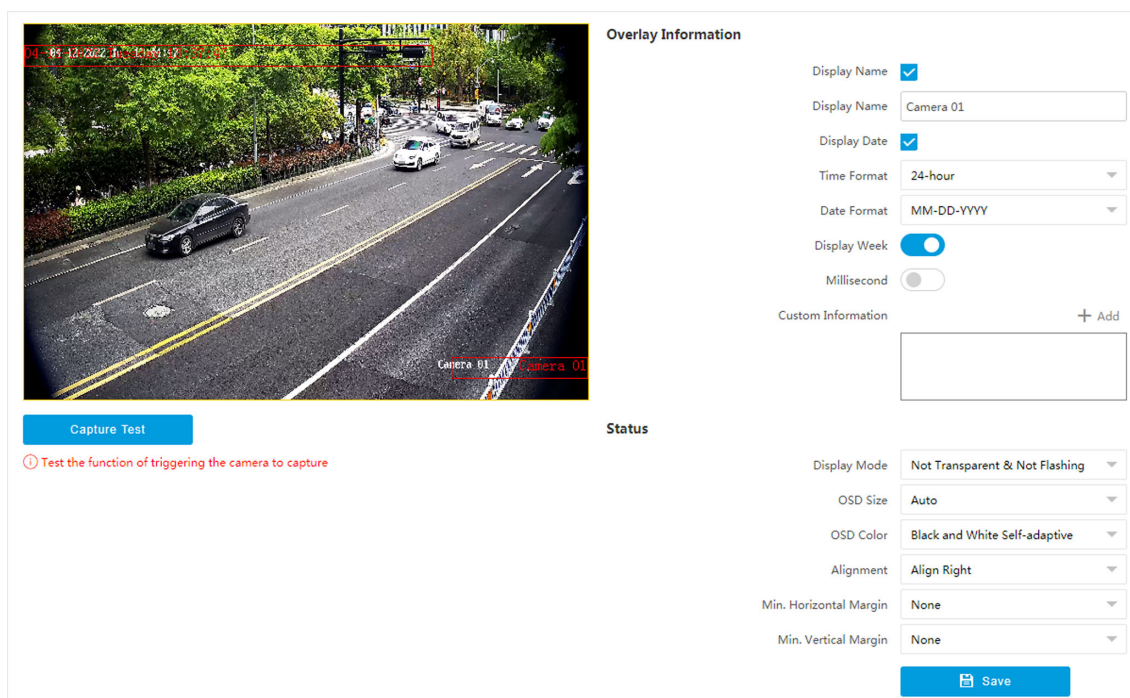 Overlay Information
Display Name
Display Name Camera 01
Display Date
Time Format 24-hour
Date Format MM-DD-YYYY
Display Week
Millisecond
Custom Information Add
Camera 01 Camera 01
Capture Test
Test the function of triggering the camera to capture
Status
Display Mode Not Transparent & Not Flashing
OSD Size Auto
OSD Color Black and White Self-adaptive
Alignment Align Right
Min. Horizontal Margin None
Min. Vertical Margin None
Save